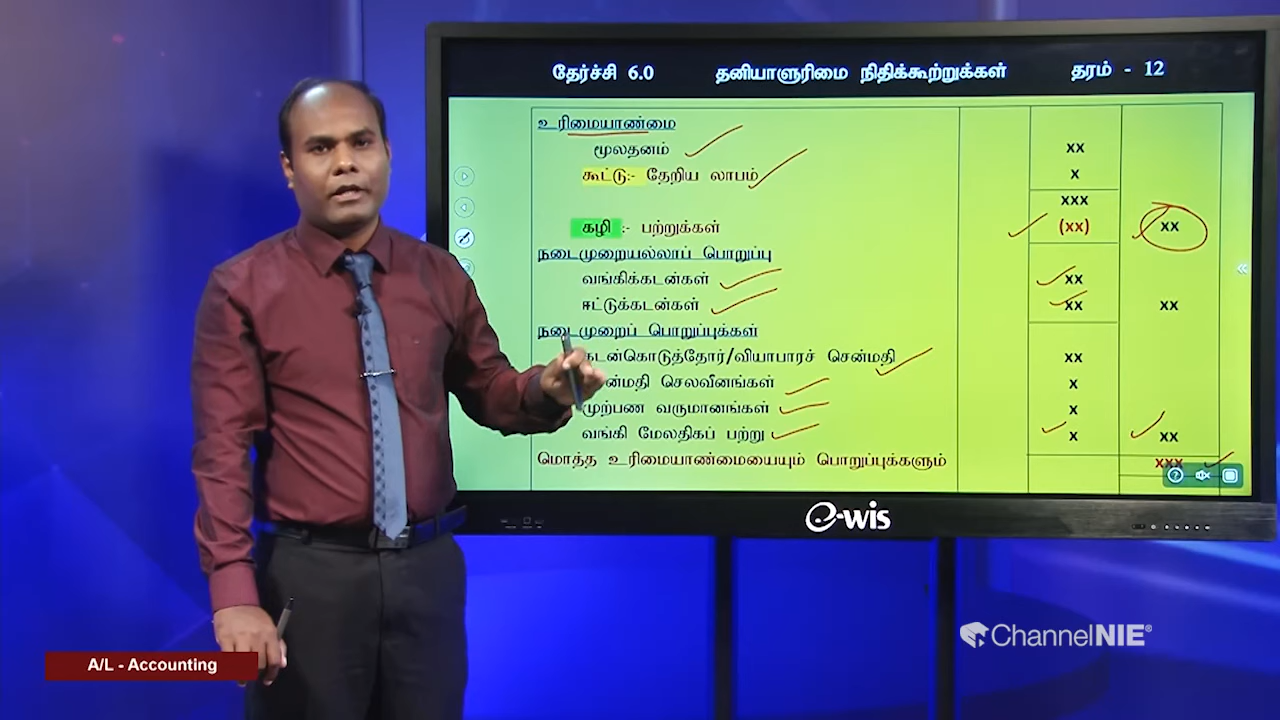 தேர்ச்சி 6.0 தனியாளுரிமை நிதிக்கூற்றுக்கள் தரம் - 12
உரிமையாண்மை
மூலதனம் xx
கூட்டு:- தேறிய லாபம் x
xxx
கழி :- பற்றுக்கள் (xx) xx
நடைமுறையல்லாப் பொறுப்பு
வங்கிக்கடன்கள் xx
ஈட்டுக்கடன்கள் xx xx
நடைமுறைப் பொறுப்புக்கள்
கடன்கொடுத்தோர்/வியாபாரச் சென்மதி xx
செலவீனங்கள் x
முற்பண வருமானங்கள் x
வங்கி மேலதிகப் பற்று x xx
மொத்த உரிமையாண்மையையும் பொறுப்புக்களும் xxx
e-wis
ChannelNIE®
A/L - Accounting